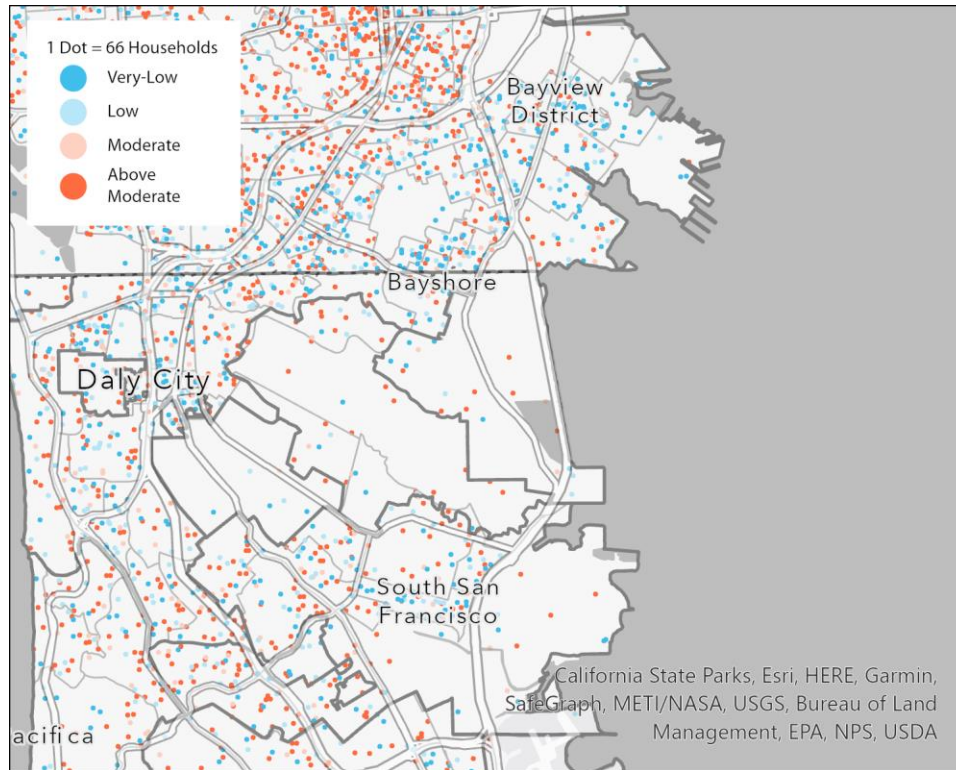 1 Dot = 66 Households
Very-Low
Low
Moderate
Above
Moderate
Bayview
District
Bayshore
Daly City
South San
Francisco
acifica
California State Parks, Esri, HERE, Garmin,
SafeGraph, METI/NASA, USGS, Bureau of Land
Management, EPA, NPS, USDA